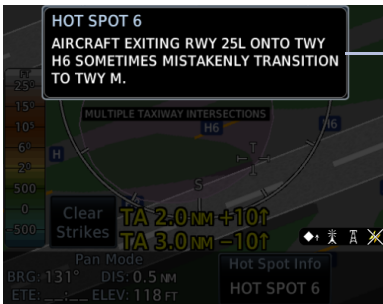 HOT SPOT 6
AIRCRAFT EXITING RWY 25L ONTO TWY
H6 SOMETIMES MISTAKENLY TRANSITION
TO TWY M.
FT
25°
15°
10°
6°
2°
500
0
-500
MULTIPLE TAXIWAY INTERSECTIONS
H6
H6
H
T
S
Clear
Strikes
TA 2.0 NM +10↑
TA 3.0 NM −10↑
Pan Mode
BRG: 131° DIS: 0.5 NM
ETE: __:__ ELEV: 118 FT
Hot Spot Info
HOT SPOT 6